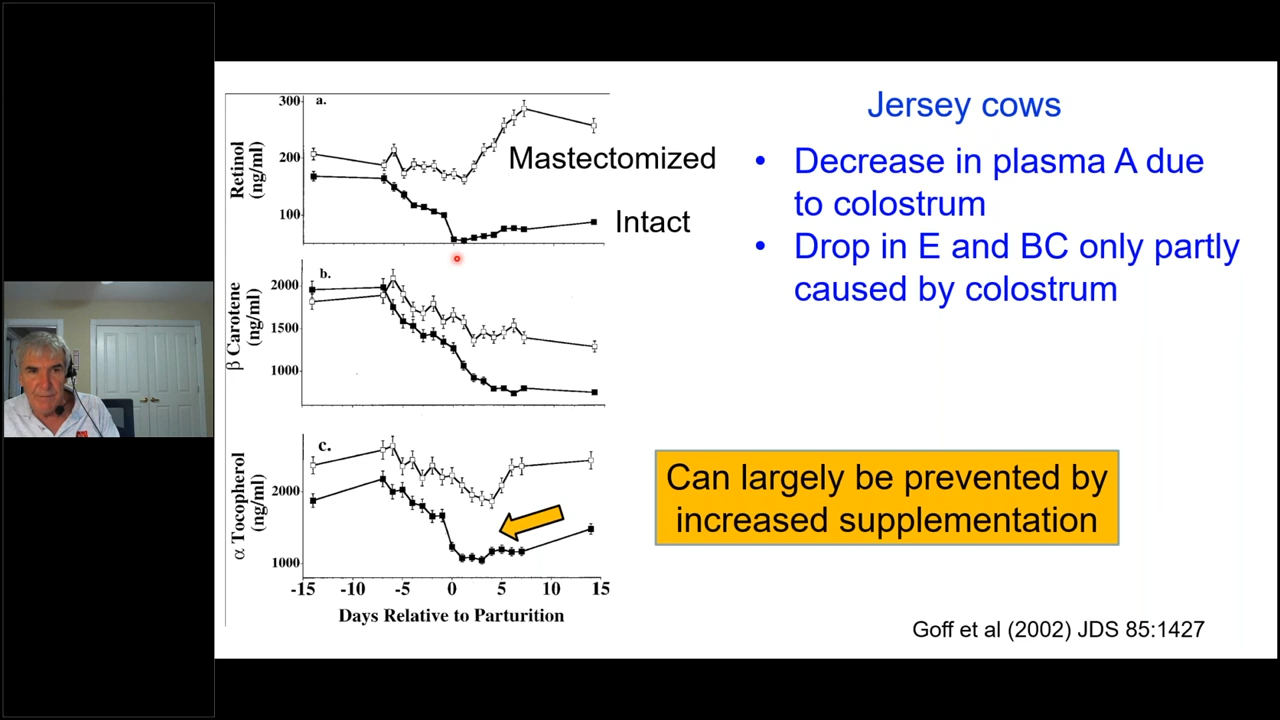 Jersey cows
• Decrease in plasma A due
to colostrum
• Drop in E and BC only partly
caused by colostrum
a.
Retinol
(ng/ml)
300
200
100
Mastectomized
Intact
b.
β Carotene
(ng/ml)
2000
1500
1000
c.
α Tocopherol
(ng/ml)
2000
1000
-15 -10 -5 0 5 10 15
Days Relative to Parturition
Can largely be prevented by
increased supplementation
Goff et al (2002) JDS 85:1427